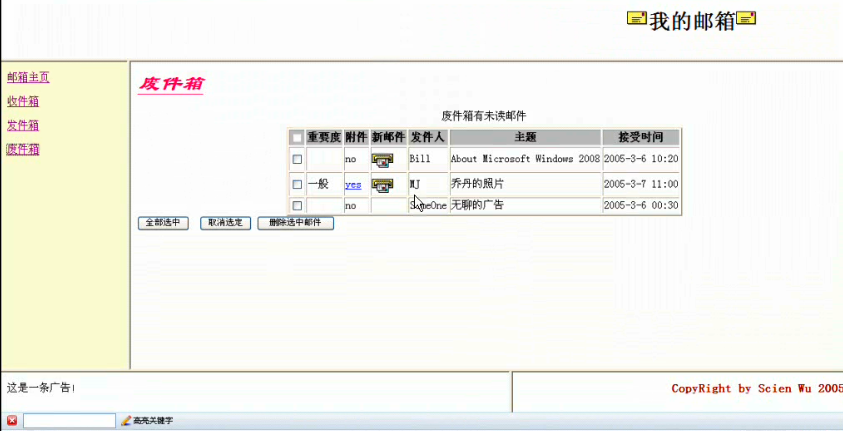 我的邮箱
邮箱主页
收件箱
发件箱
废件箱
废件箱
废件箱有未读邮件
重要度 附件 新邮件 发件人 主题 接受时间
no Bill About Microsoft Windows 2008 2005-3-6 10:20
一般 yes MJ 乔丹的照片 2005-3-7 11:00
no SomeOne 无聊的广告 2005-3-6 00:30
全部选中 取消选定 删除选中邮件
这是一条广告!
CopyRight by Scien Wu 2005
高亮关键字